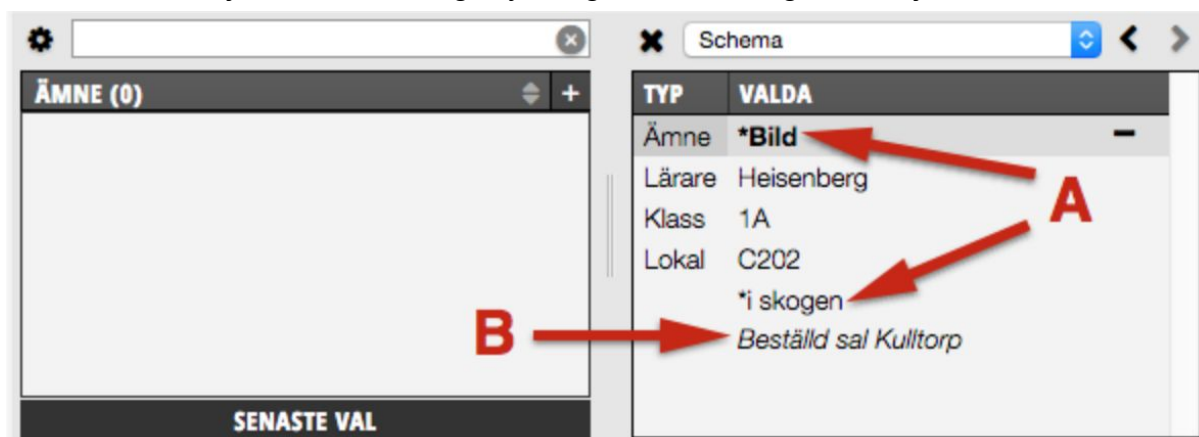 Schema
ÄMNE (0)
+
TYP VALDA
Ämne *Bild
Lärare Heisenberg
Klass 1A
Lokal C202
*i skogen
Beställd sal Kulltorp
A
B
SENASTE VAL